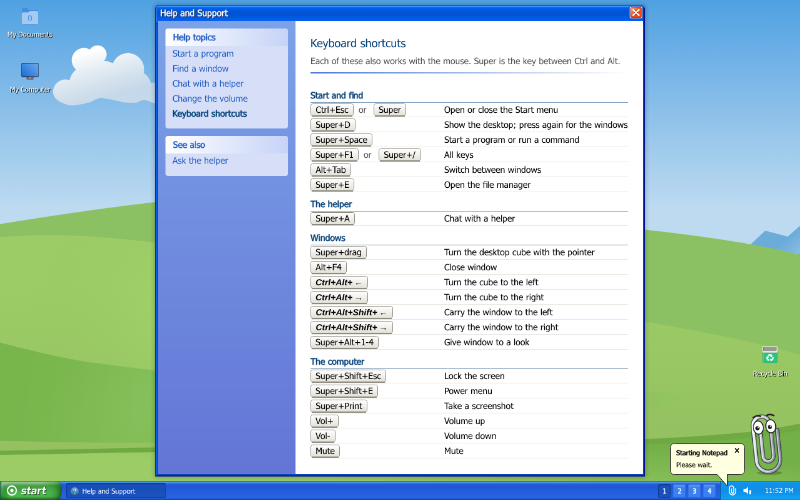 Help and Support
My Documents
My Computer
Help topics
Start a program
Find a window
Chat with a helper
Change the volume
Keyboard shortcuts
See also
Ask the helper
Keyboard shortcuts
Each of these also works with the mouse. Super is the key between Ctrl and Alt.
Start and find
Ctrl+Esc or Super Open or close the Start menu
Super+D Show the desktop; press again for the windows
Super+Space Start a program or run a command
Super+F1 or Super+/ All keys
Alt+Tab Switch between windows
Super+E Open the file manager
The helper
Super+A Chat with a helper
Windows
Super+drag Turn the desktop cube with the pointer
Alt+F4 Close window
Ctrl+Alt+ ← Turn the cube to the left
Ctrl+Alt+ → Turn the cube to the right
Ctrl+Alt+Shift+ ← Carry the window to the left
Ctrl+Alt+Shift+ → Carry the window to the right
Super+Alt+1-4 Give window to a look
The computer
Super+Shift+Esc Lock the screen
Super+Shift+E Power menu
Super+Print Take a screenshot
Vol+ Volume up
Vol- Volume down
Mute Mute
Recycle Bin
Starting Notepad
Please wait.
start
Help and Support
1 2 3 4
11:52 PM